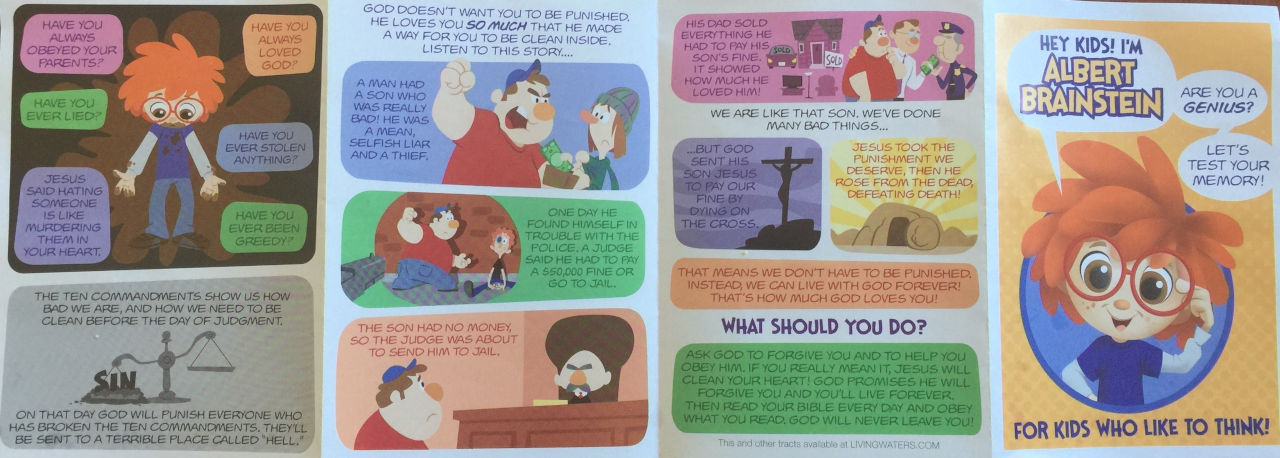 HAVE YOU
ALWAYS
OBEYED YOUR
PARENTS?
HAVE YOU
ALWAYS
LOVED
GOD?
HAVE YOU
EVER LIED?
HAVE YOU
EVER STOLEN
ANYTHING?
JESUS
SAID HATING
SOMEONE
IS LIKE
MURDERING
THEM IN
YOUR HEART.
HAVE YOU
EVER BEEN
GREEDY?
THE TEN COMMANDMENTS SHOW US HOW
BAD WE ARE, AND HOW WE NEED TO BE
CLEAN BEFORE THE DAY OF JUDGMENT.
SIN
ON THAT DAY GOD WILL PUNISH EVERYONE WHO
HAS BROKEN THE TEN COMMANDMENTS. THEY'LL
BE SENT TO A TERRIBLE PLACE CALLED "HELL."
GOD DOESN'T WANT YOU TO BE PUNISHED.
HE LOVES YOU SO MUCH THAT HE MADE
A WAY FOR YOU TO BE CLEAN INSIDE.
LISTEN TO THIS STORY....
A MAN HAD
A SON WHO
WAS REALLY
BAD! HE WAS
A MEAN,
SELFISH LIAR
AND A THIEF.
ONE DAY HE
FOUND HIMSELF IN
TROUBLE WITH THE
POLICE. A JUDGE
SAID HE HAD TO PAY
A $50,000 FINE OR
GO TO JAIL.
THE SON HAD NO MONEY,
SO THE JUDGE WAS ABOUT
TO SEND HIM TO JAIL.
HIS DAD SOLD
EVERYTHING HE
HAD TO PAY HIS
SON'S FINE.
IT SHOWED
HOW MUCH HE
LOVED HIM!
SOLD
SOLD
WE ARE LIKE THAT SON. WE'VE DONE
MANY BAD THINGS...
...BUT GOD
SENT HIS
SON JESUS
TO PAY OUR
FINE BY
DYING ON
THE CROSS.
JESUS TOOK THE
PUNISHMENT WE
DESERVE, THEN HE
ROSE FROM THE DEAD,
DEFEATING DEATH!
THAT MEANS WE DON'T HAVE TO BE PUNISHED.
INSTEAD, WE CAN LIVE WITH GOD FOREVER!
THAT'S HOW MUCH GOD LOVES YOU!
WHAT SHOULD YOU DO?
ASK GOD TO FORGIVE YOU AND TO HELP YOU
OBEY HIM. IF YOU REALLY MEAN IT, JESUS WILL
CLEAN YOUR HEART! GOD PROMISES HE WILL
FORGIVE YOU AND YOU'LL LIVE FOREVER.
THEN READ YOUR BIBLE EVERY DAY AND OBEY
WHAT YOU READ. GOD WILL NEVER LEAVE YOU!
This and other tracts available at LIVINGWATERS.COM
HEY KIDS! I'M
ALBERT
BRAINSTEIN
ARE YOU A
GENIUS?
LET'S
TEST YOUR
MEMORY!
FOR KIDS WHO LIKE TO THINK!